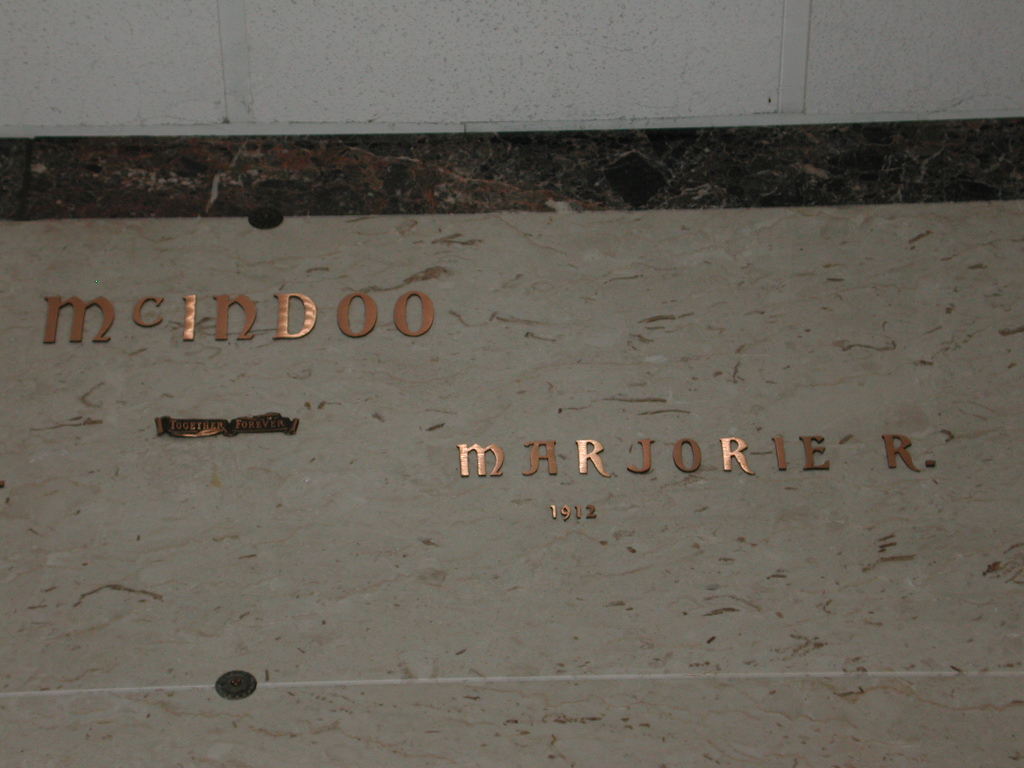 McINDOO
TOGETHER FOREVER
MARJORIE R.
1912